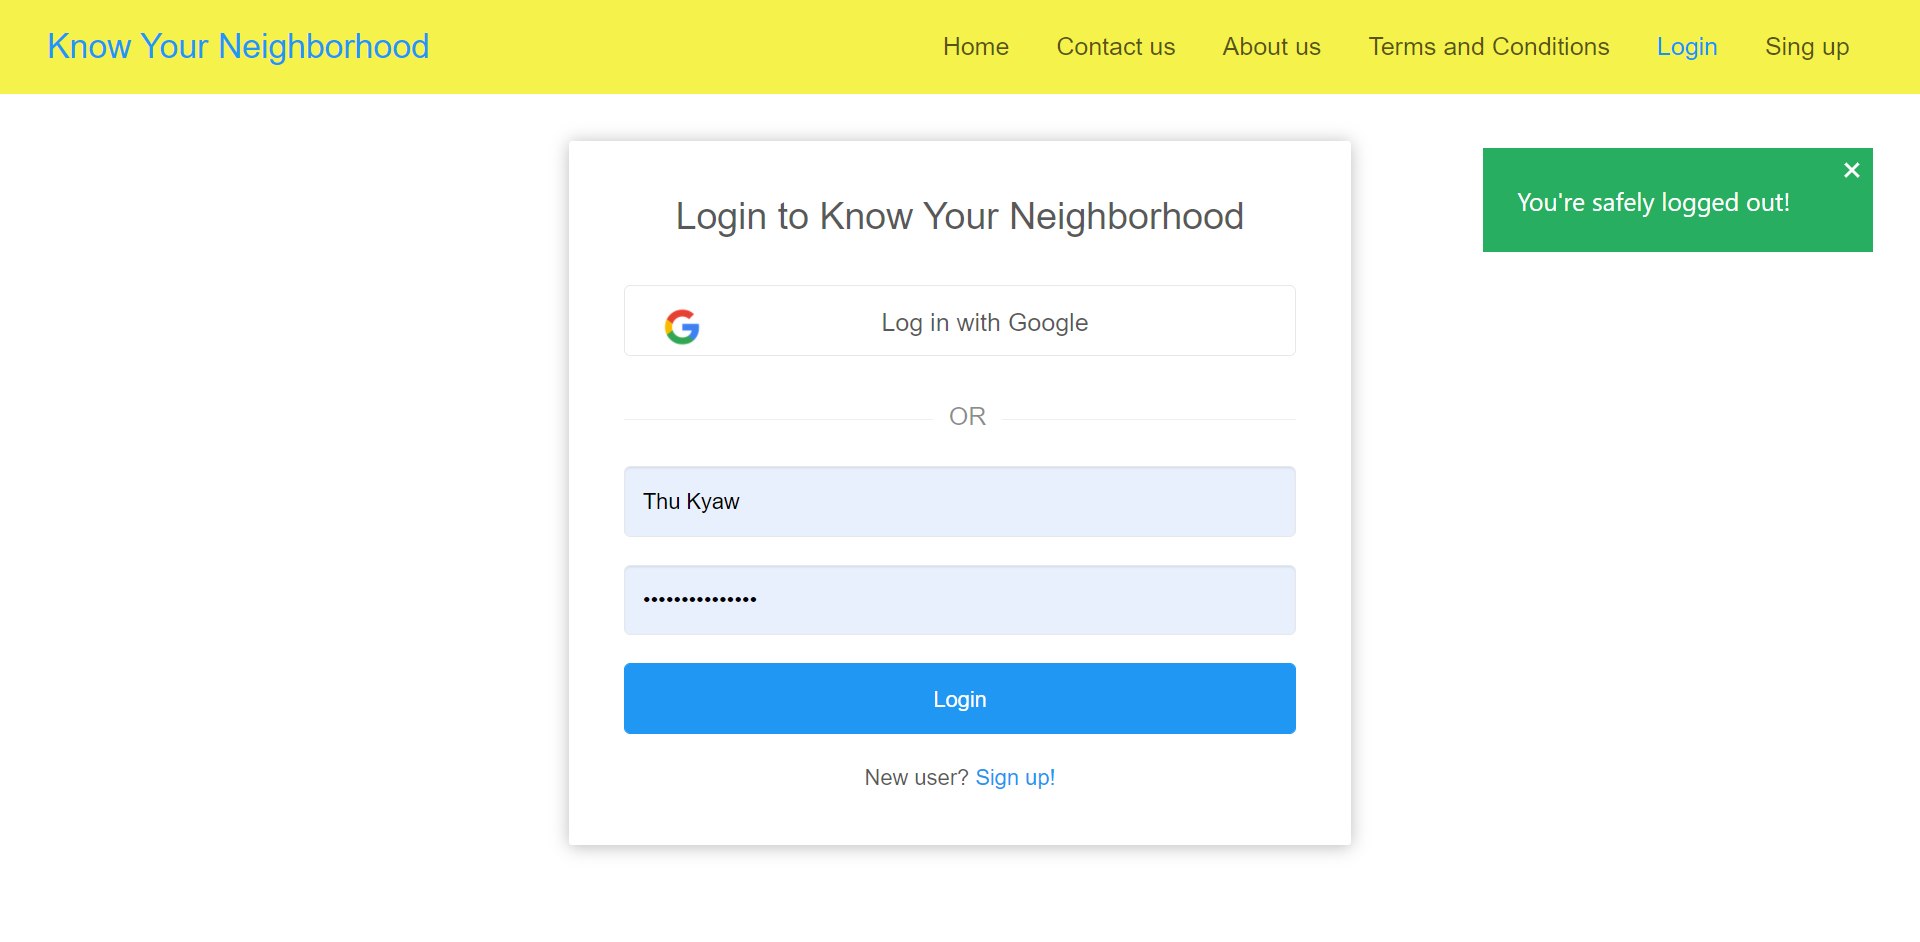 Know Your Neighborhood
Home Contact us About us Terms and Conditions Login Sing up
You're safely logged out!
Login to Know Your Neighborhood
Log in with Google
OR
Thu Kyaw
•••••••••••••••
Login
New user? Sign up!